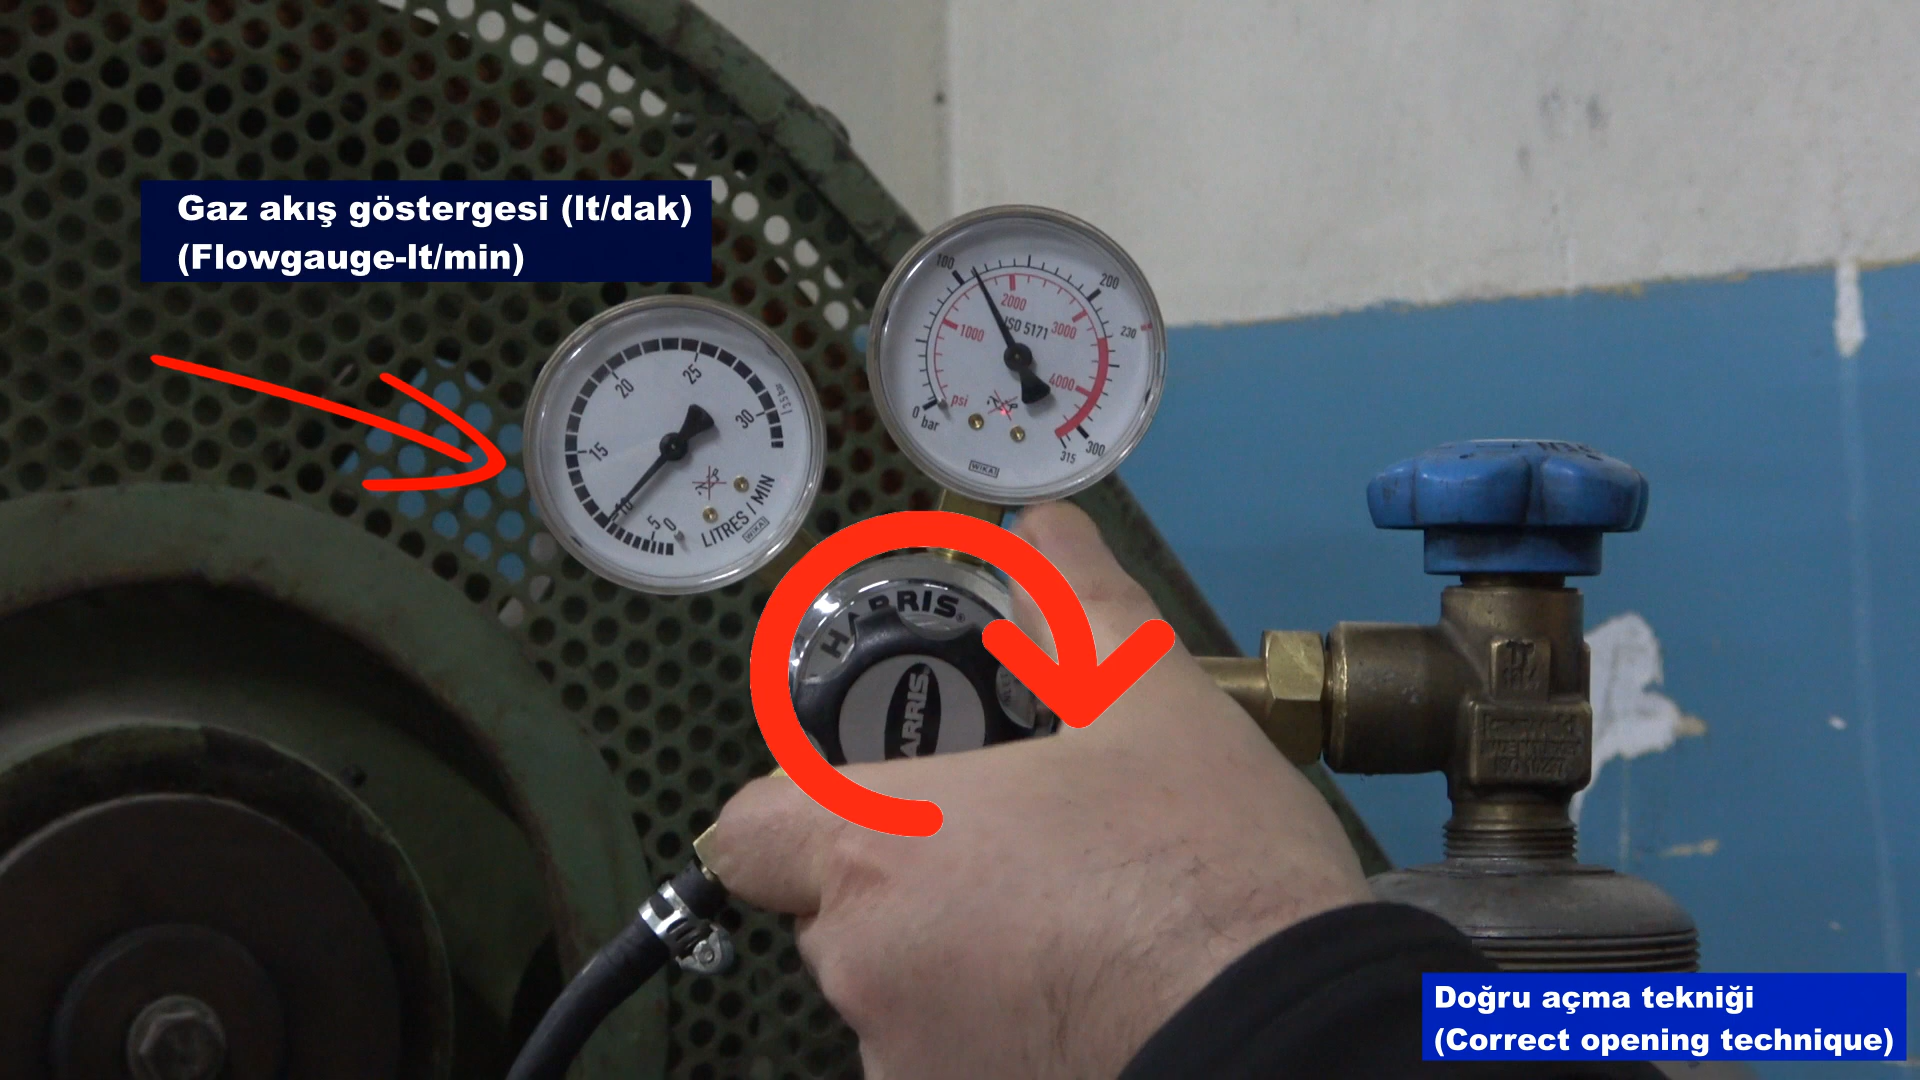 Gaz akış göstergesi (lt/dak)
(Flowgauge-lt/min)
100
200
2000
ISO 5171
3000
1000
230
4000
psi
0
bar
300
315
WIKA
25
20
30
15
10
5
0
LITRES / MIN
WIKA
HARRIS®
HARRIS
Doğru açma tekniği
(Correct opening technique)